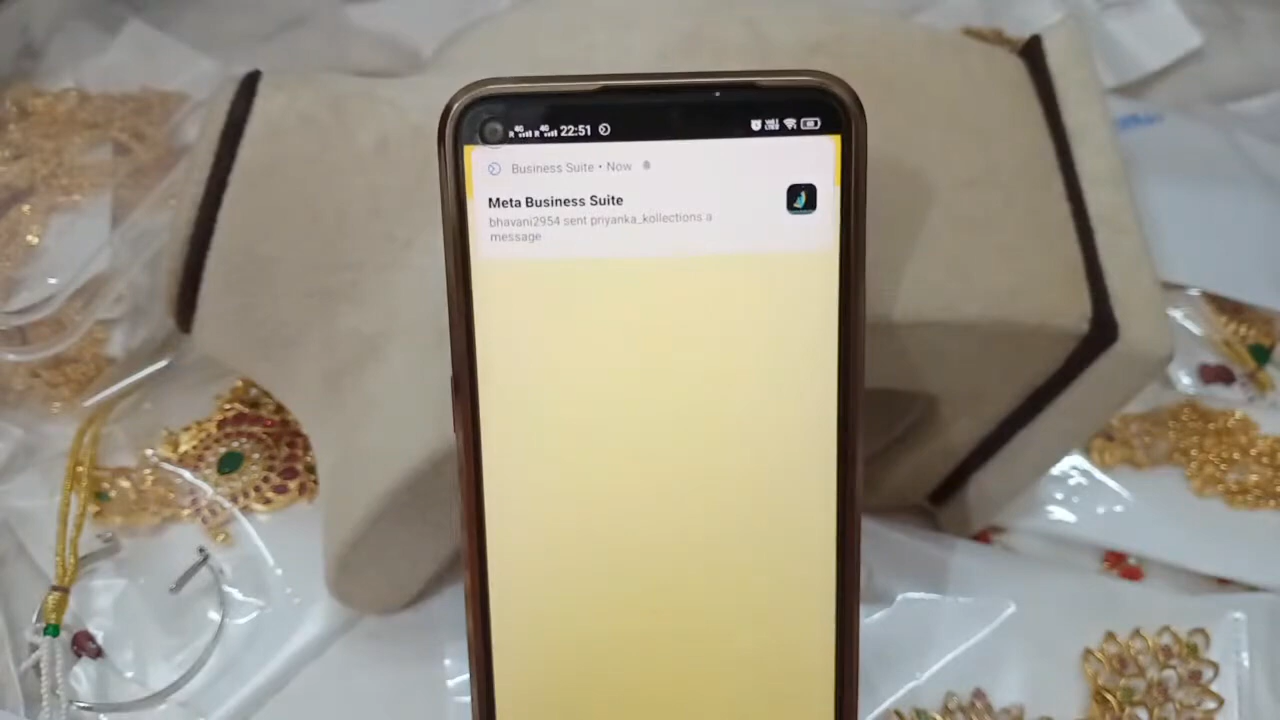 22:51
Business Suite • Now
Meta Business Suite
bhavani2954 sent priyanka_kollections a
message